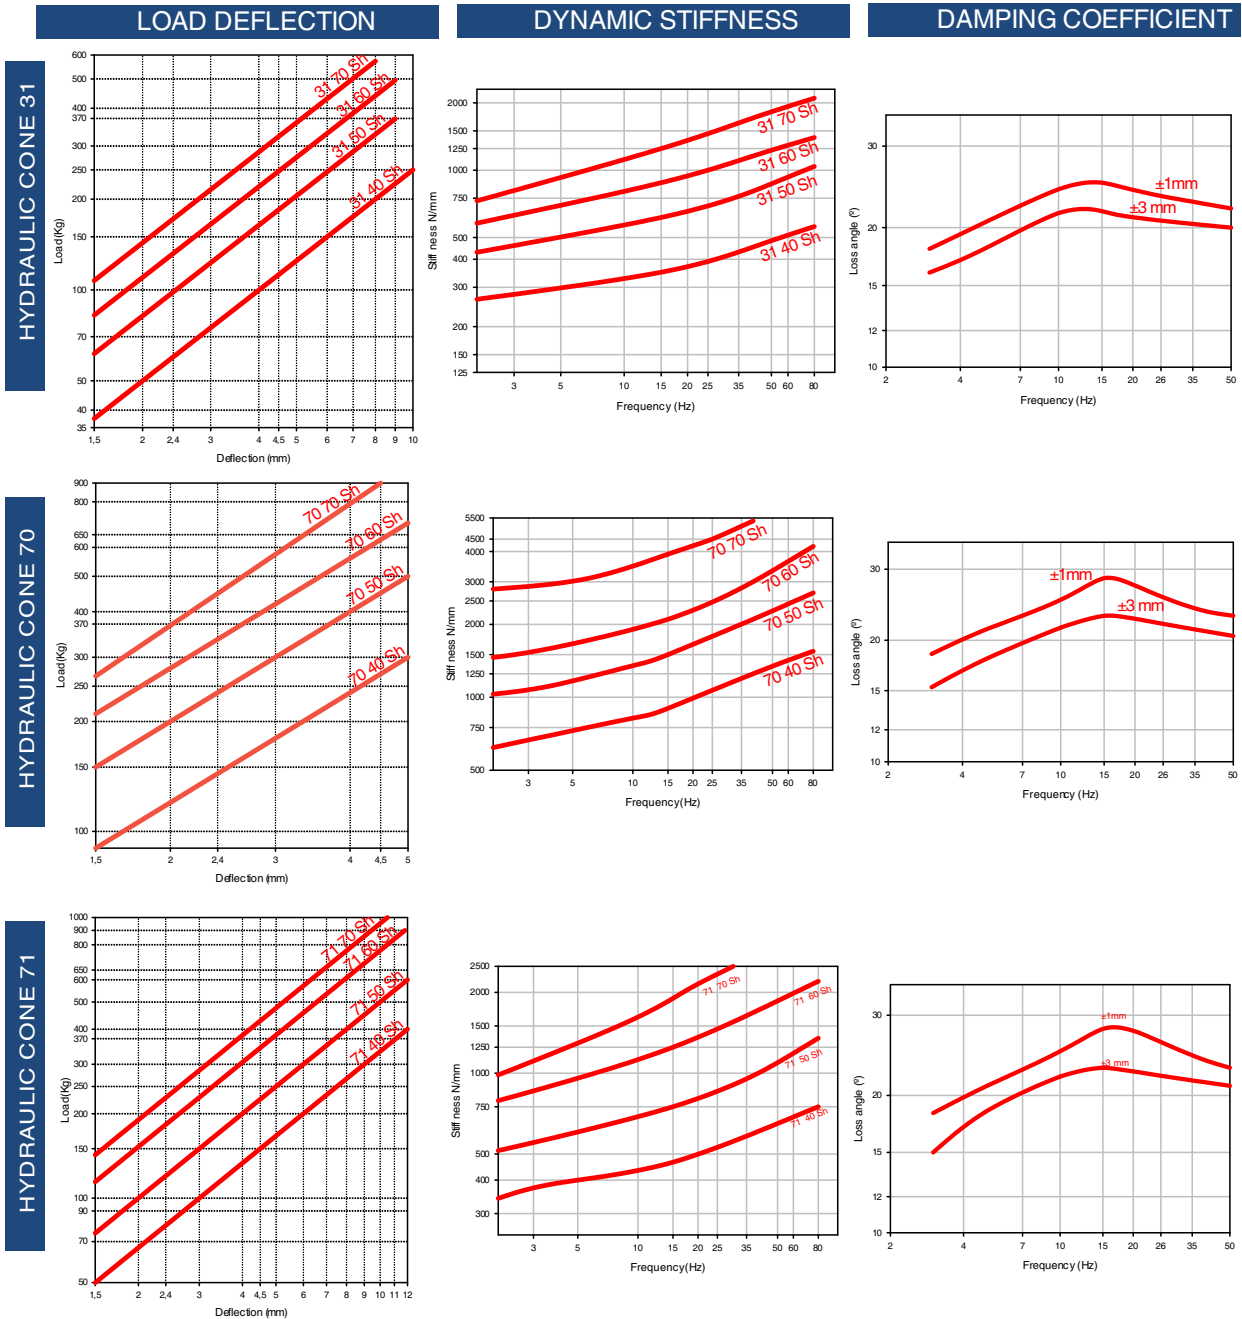 LOAD DEFLECTION
DYNAMIC STIFFNESS
DAMPING COEFFICIENT
HYDRAULIC CONE 31
600
500
400
370
300
250
200
150
100
70
50
40
35
Load(Kg)
31 70 Sh
31 60 Sh
31 50 Sh
31 40 Sh
1,5 2 2,4 3 4 4,5 5 6 7 8 9 10
Deflection (mm)
2000
1500
1250
1000
750
500
400
300
200
150
125
Stiff ness N/mm
31 70 Sh
31 60 Sh
31 50 Sh
31 40 Sh
3 5 10 15 20 25 35 50 60 80
Frequency (Hz)
30
20
15
12
10
Loss angle (º)
±1mm
±3 mm
2 4 7 10 15 20 26 35 50
Frequency (Hz)
HYDRAULIC CONE 70
900
800
650
600
500
400
370
300
250
200
150
100
Load(Kg)
70 70 Sh
70 60 Sh
70 50 Sh
70 40 Sh
1,5 2 2,4 3 4 4,5 5
Deflection (mm)
5500
4500
4000
3000
2500
2000
1500
1250
1000
750
500
Stiff ness N/mm
70 70 Sh
70 60 Sh
70 50 Sh
70 40 Sh
3 5 10 15 20 25 35 50 60 80
Frequency(Hz)
30
20
15
12
10
Loss angle (º)
±1mm
±3 mm
2 4 7 10 15 20 26 35 50
Frequency (Hz)
HYDRAULIC CONE 71
1000
900
800
650
600
500
400
370
300
250
200
150
100
90
70
50
Load(Kg)
71 70 Sh
71 60 Sh
71 50 Sh
71 40 Sh
1,5 2 2,4 3 4 4,5 5 6 7 8 9 10 11 12
Deflection (mm)
2500
2000
1500
1250
1000
750
500
400
300
Stiff ness N/mm
71 70 Sh
71 60 Sh
71 50 Sh
71 40 Sh
3 5 10 15 20 25 35 50 60 80
Frequency(Hz)
30
20
15
12
10
Loss angle (º)
±1mm
±3 mm
2 4 7 10 15 20 26 35 50
Frequency (Hz)